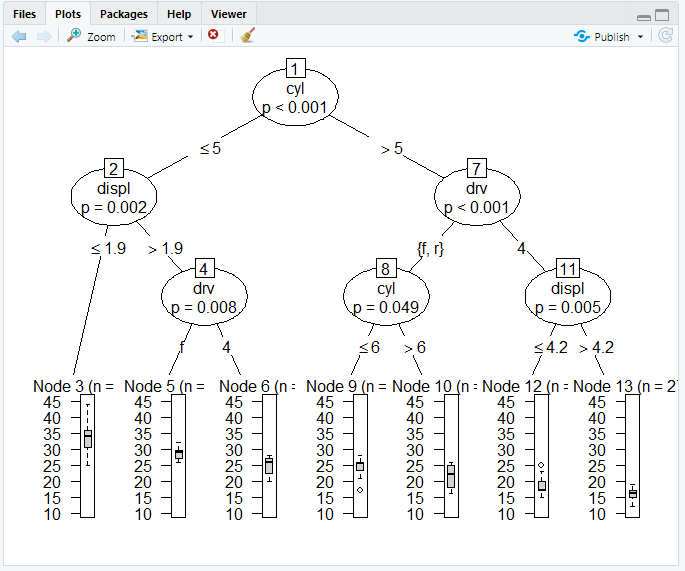 Files Plots Packages Help Viewer
Zoom Export Publish
1
cyl
p < 0.001
≤ 5 > 5
2 7
displ drv
p = 0.002 p < 0.001
≤ 1.9 > 1.9 {f, r} 4
4 8 11
drv cyl displ
p = 0.008 p = 0.049 p = 0.005
f 4 ≤ 6 > 6 ≤ 4.2 > 4.2
Node 3 (n = Node 5 (n = Node 6 (n = Node 9 (n = Node 10 (n = Node 12 (n = Node 13 (n = 2
45 45 45 45 45 45 45
40 40 40 40 40 40 40
35 35 35 35 35 35 35
30 30 30 30 30 30 30
25 25 25 25 25 25 25
20 20 20 20 20 20 20
15 15 15 15 15 15 15
10 10 10 10 10 10 10